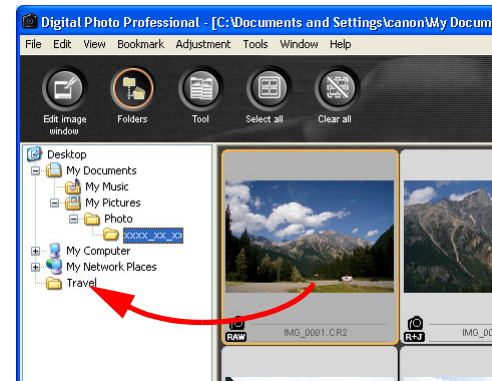 Digital Photo Professional - [C:\Documents and Settings\canon\My Docum
File Edit View Bookmark Adjustment Tools Window Help
Edit image
window
Folders
Tool
Select all
Clear all
Desktop
My Documents
My Music
My Pictures
Photo
xxxx_xx_xx
My Computer
My Network Places
Travel
RAW
IMG_0001.CR2
R+J
IMG_00